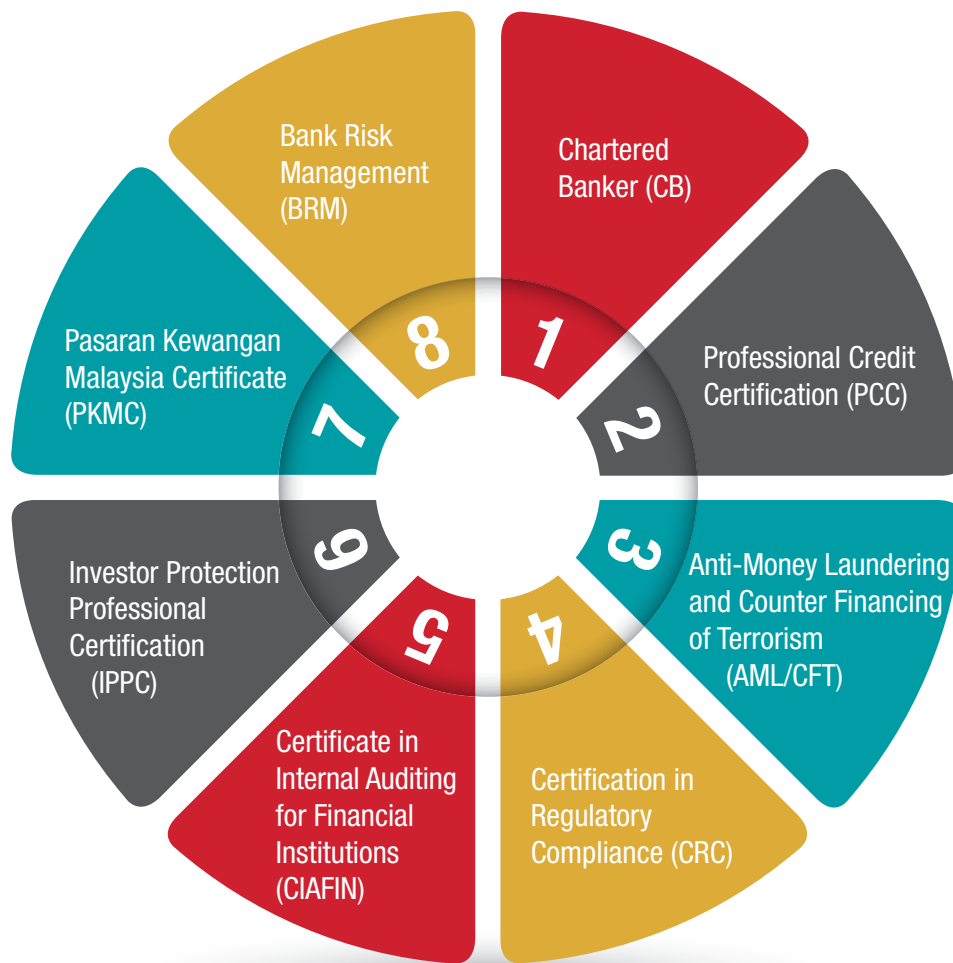 1
Chartered
Banker (CB)
2
Professional Credit
Certification (PCC)
3
Anti-Money Laundering
and Counter Financing
of Terrorism
(AML/CFT)
4
Certification in
Regulatory
Compliance (CRC)
5
Certificate in
Internal Auditing
for Financial
Institutions
(CIAFIN)
6
Investor Protection
Professional
Certification
(IPPC)
7
Pasaran Kewangan
Malaysia Certificate
(PKMC)
8
Bank Risk
Management
(BRM)